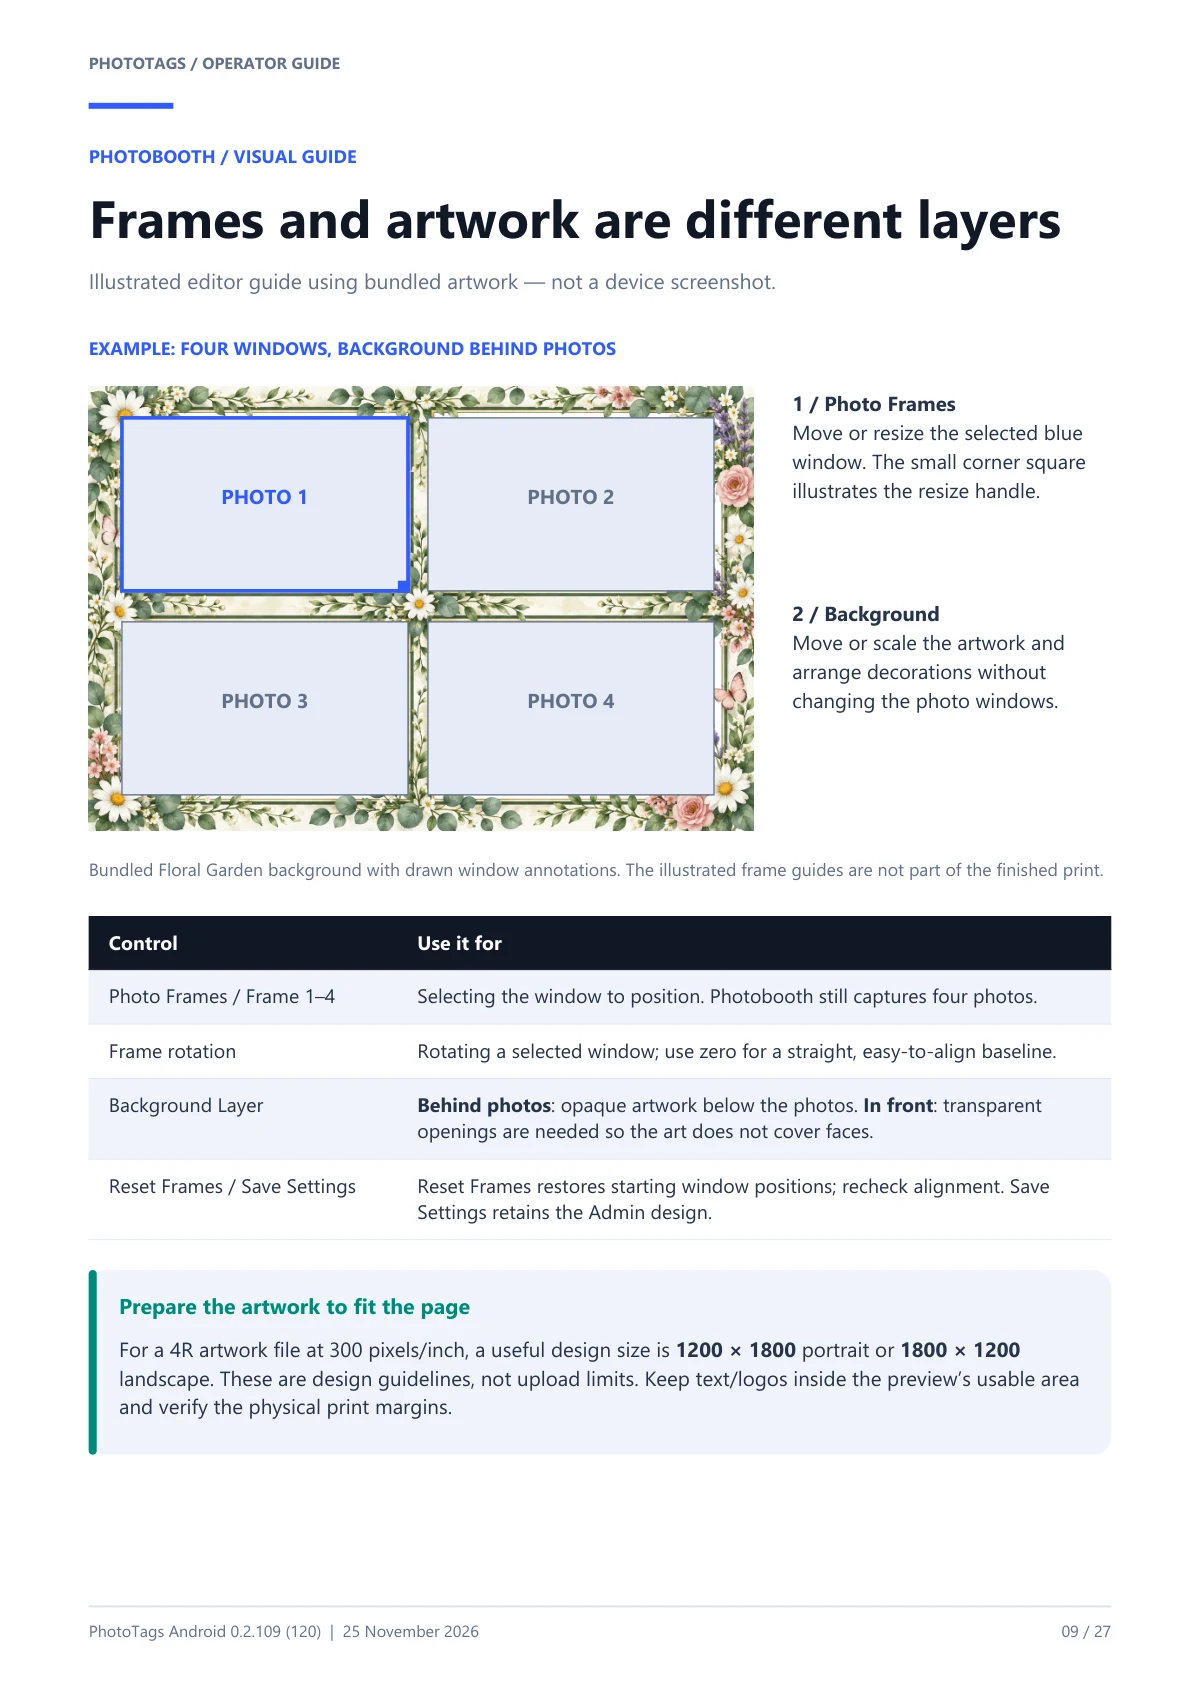 PHOTOTAGS / OPERATOR GUIDE
PHOTOBOOTH / VISUAL GUIDE
Frames and artwork are different layers
Illustrated editor guide using bundled artwork — not a device screenshot.
EXAMPLE: FOUR WINDOWS, BACKGROUND BEHIND PHOTOS
PHOTO 1
PHOTO 2
PHOTO 3
PHOTO 4
1 / Photo Frames
Move or resize the selected blue
window. The small corner square
illustrates the resize handle.
2 / Background
Move or scale the artwork and
arrange decorations without
changing the photo windows.
Bundled Floral Garden background with drawn window annotations. The illustrated frame guides are not part of the finished print.
Control Use it for
Photo Frames / Frame 1–4 Selecting the window to position. Photobooth still captures four photos.
Frame rotation Rotating a selected window; use zero for a straight, easy-to-align baseline.
Background Layer Behind photos: opaque artwork below the photos. In front: transparent
openings are needed so the art does not cover faces.
Reset Frames / Save Settings Reset Frames restores starting window positions; recheck alignment. Save
Settings retains the Admin design.
Prepare the artwork to fit the page
For a 4R artwork file at 300 pixels/inch, a useful design size is 1200 × 1800 portrait or 1800 × 1200
landscape. These are design guidelines, not upload limits. Keep text/logos inside the preview’s usable area
and verify the physical print margins.
PhotoTags Android 0.2.109 (120) | 25 November 2026
09 / 27